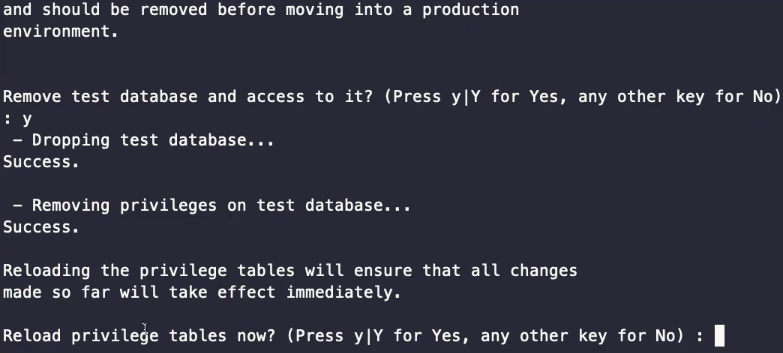 and should be removed before moving into a production
environment.
Remove test database and access to it? (Press y|Y for Yes, any other key for No)
: y
 - Dropping test database...
Success.
 - Removing privileges on test database...
Success.
Reloading the privilege tables will ensure that all changes
made so far will take effect immediately.
Reload privilege tables now? (Press y|Y for Yes, any other key for No) :